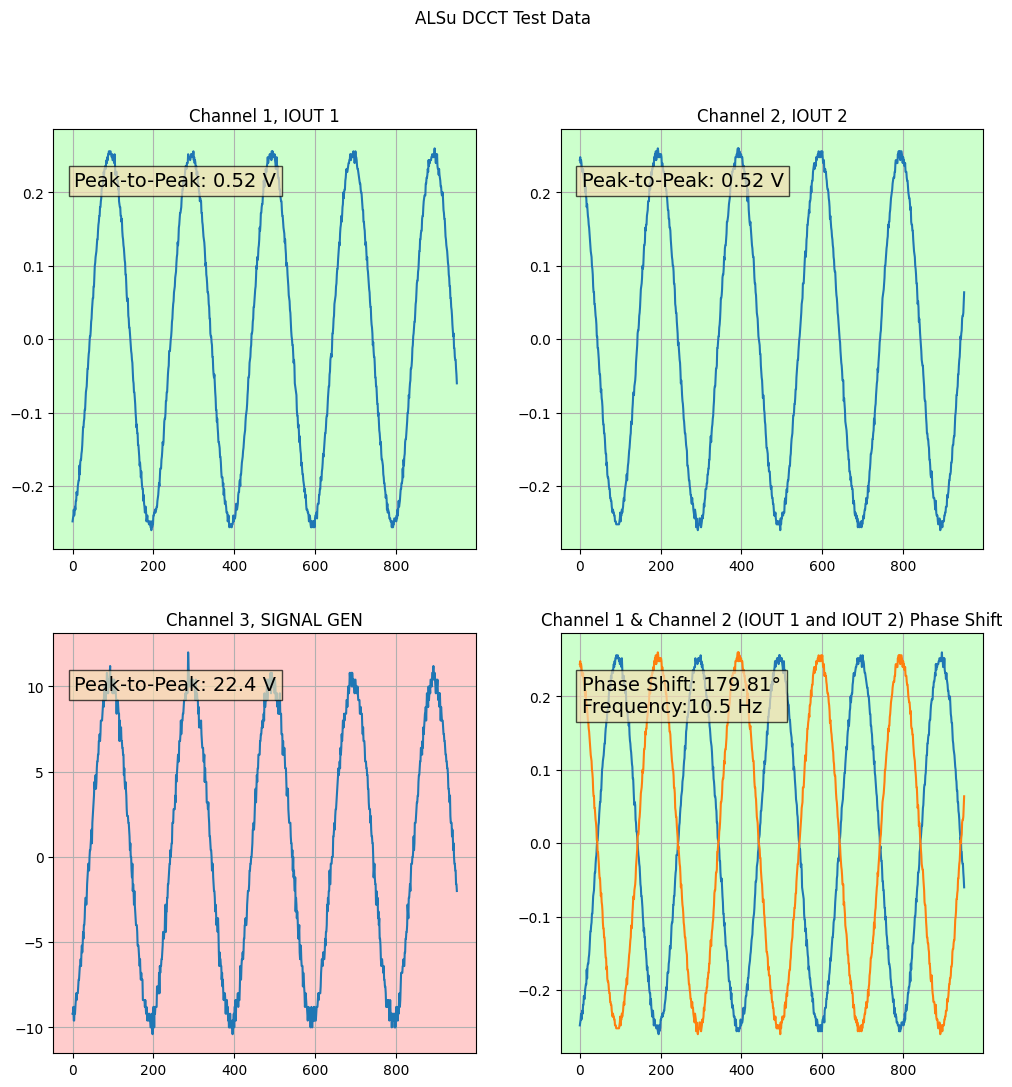 ALSu DCCT Test Data
Channel 1, IOUT 1
Peak-to-Peak: 0.52 V
0.2
0.1
0.0
−0.1
−0.2
0 200 400 600 800
Channel 2, IOUT 2
Peak-to-Peak: 0.52 V
0.2
0.1
0.0
−0.1
−0.2
0 200 400 600 800
Channel 3, SIGNAL GEN
Peak-to-Peak: 22.4 V
10
5
0
−5
−10
0 200 400 600 800
Channel 1 & Channel 2 (IOUT 1 and IOUT 2) Phase Shift
Phase Shift: 179.81°
Frequency:10.5 Hz
0.2
0.1
0.0
−0.1
−0.2
0 200 400 600 800